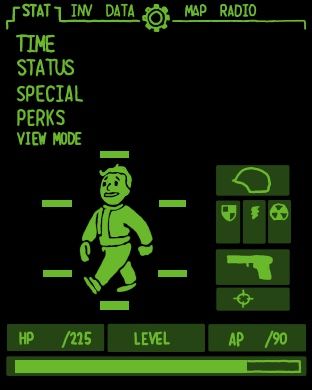 STAT INV DATA MAP RADIO
TIME
STATUS
SPECIAL
PERKS
VIEW MODE
HP /225 LEVEL AP /90